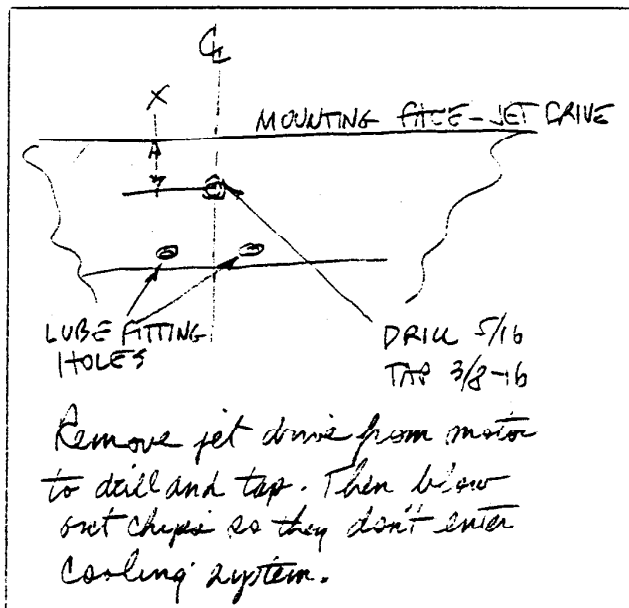 ℄
X
MOUNTING FACE-JET DRIVE
LUBE FITTING
HOLES
DRILL 5/16
TAP 3/8-16
Remove jet drive from motor
to drill and tap. Then blow
out chips so they don't enter
cooling system.